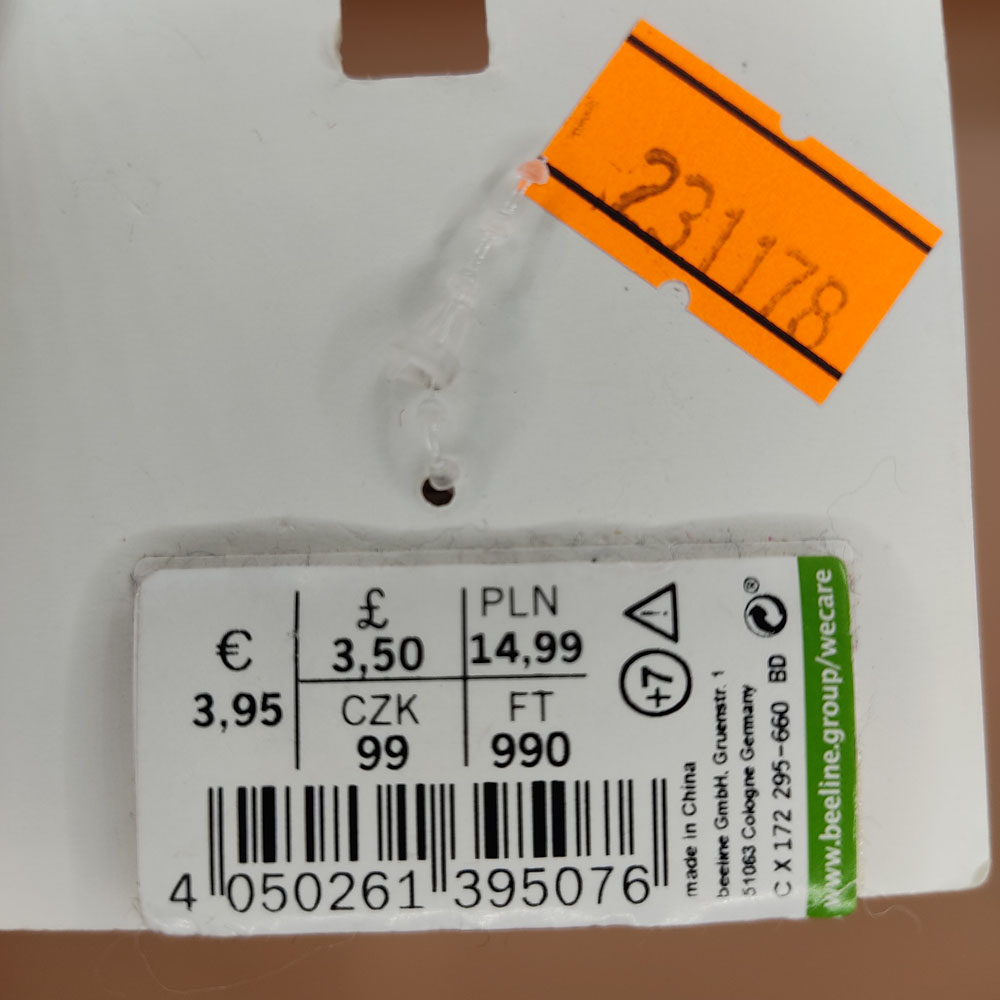 231178
€
3,95
£
3,50
PLN
14,99
CZK
99
FT
990
+7
4 050261 395076
made in China
beeline GmbH. Gruenstr. 1
51063 Cologne Germany
C X 172 295-660 BD
www.beeline.group/wecare